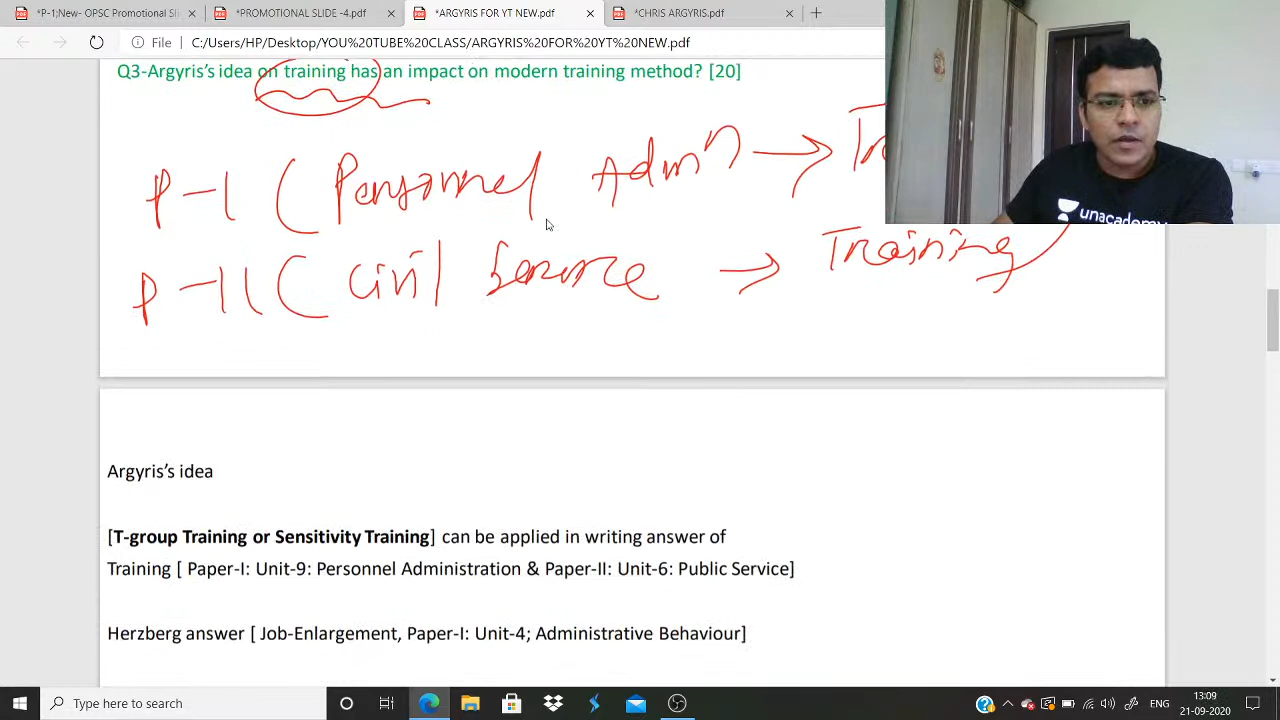 *P-1;New- OPSC Promotional Sli
*PROMOTIONAL SLIDE -4.pdf
*ARGYRIS FOR YT NEW.pdf
*CHRIS ARGYRIS.pdf
File C:/Users/HP/Desktop/YOU%20TUBE%20CLASS/ARGYRIS%20FOR%20YT%20NEW.pdf
Q3-Argyris's idea on training has an impact on modern training method? [20]
P-I ( Personnel Admn → Tr
unacademy
P-II ( Civil Service → Training
Argyris's idea
[T-group Training or Sensitivity Training] can be applied in writing answer of
Training [ Paper-I: Unit-9: Personnel Administration & Paper-II: Unit-6: Public Service]
Herzberg answer [ Job-Enlargement, Paper-I: Unit-4; Administrative Behaviour]
Type here to search
ENG
13:09
21-09-2020